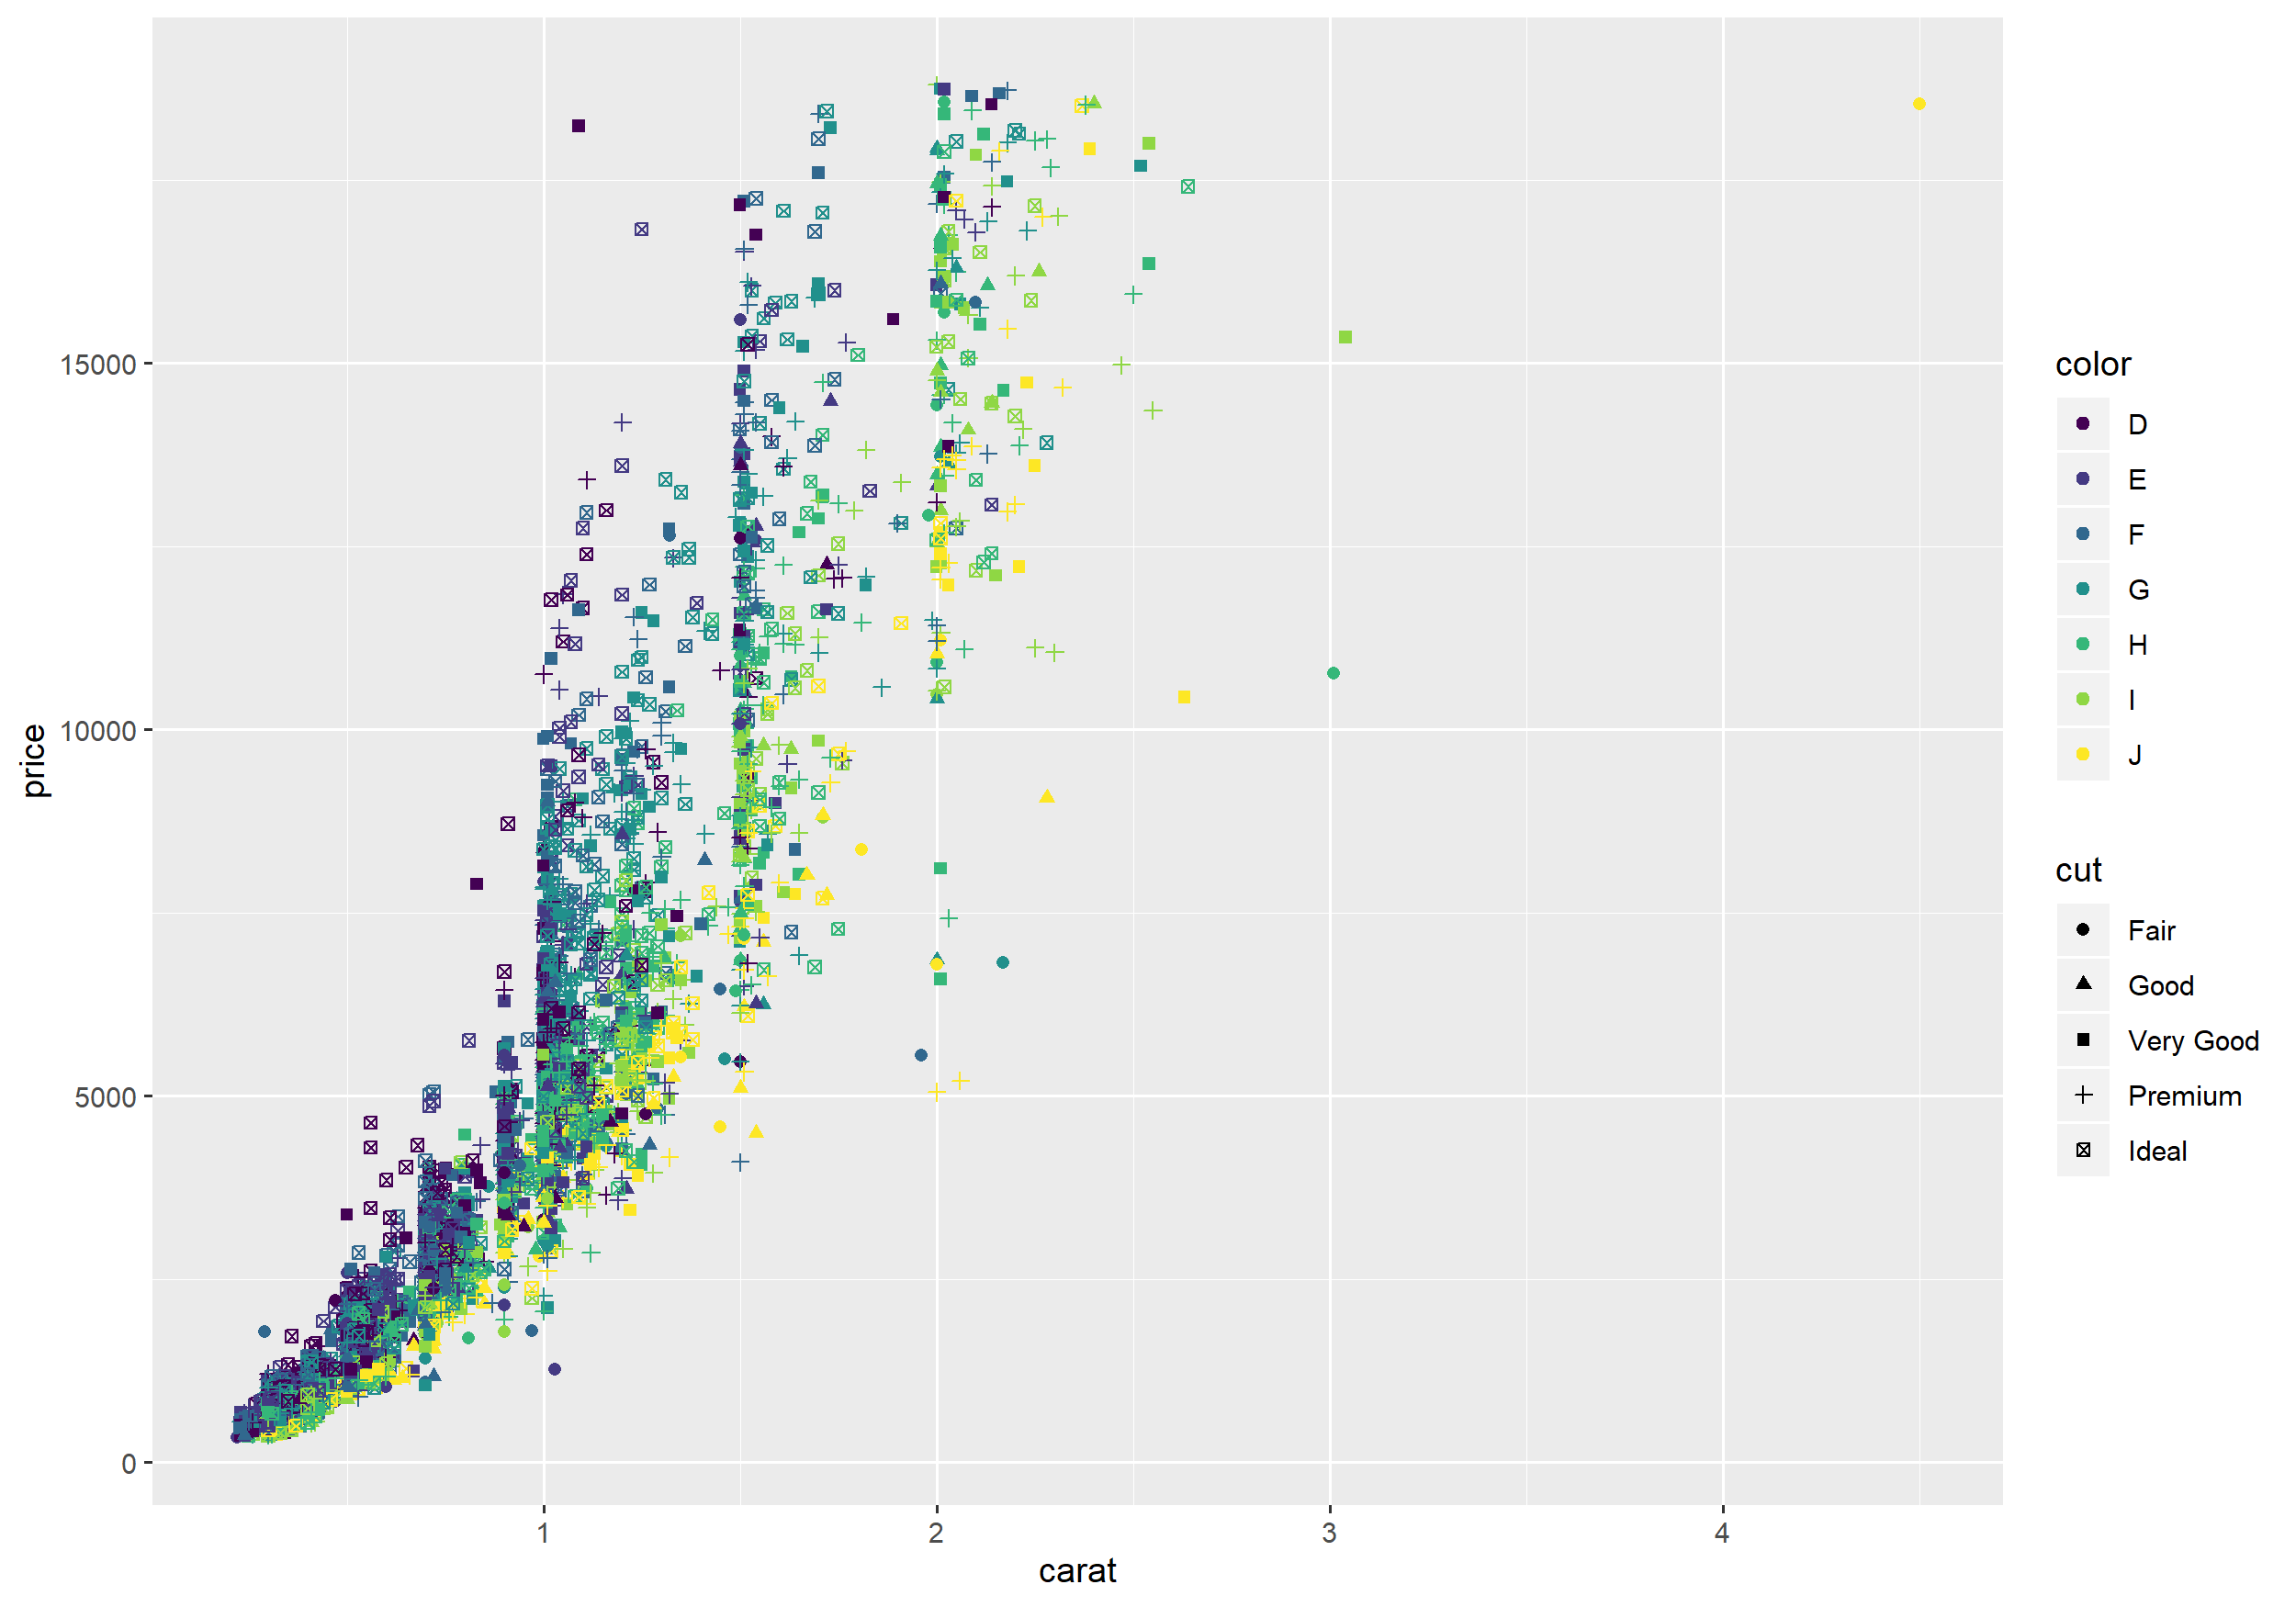 price
15000
10000
5000
0
1
2
3
4
carat
color
D
E
F
G
H
I
J
cut
Fair
Good
Very Good
Premium
Ideal